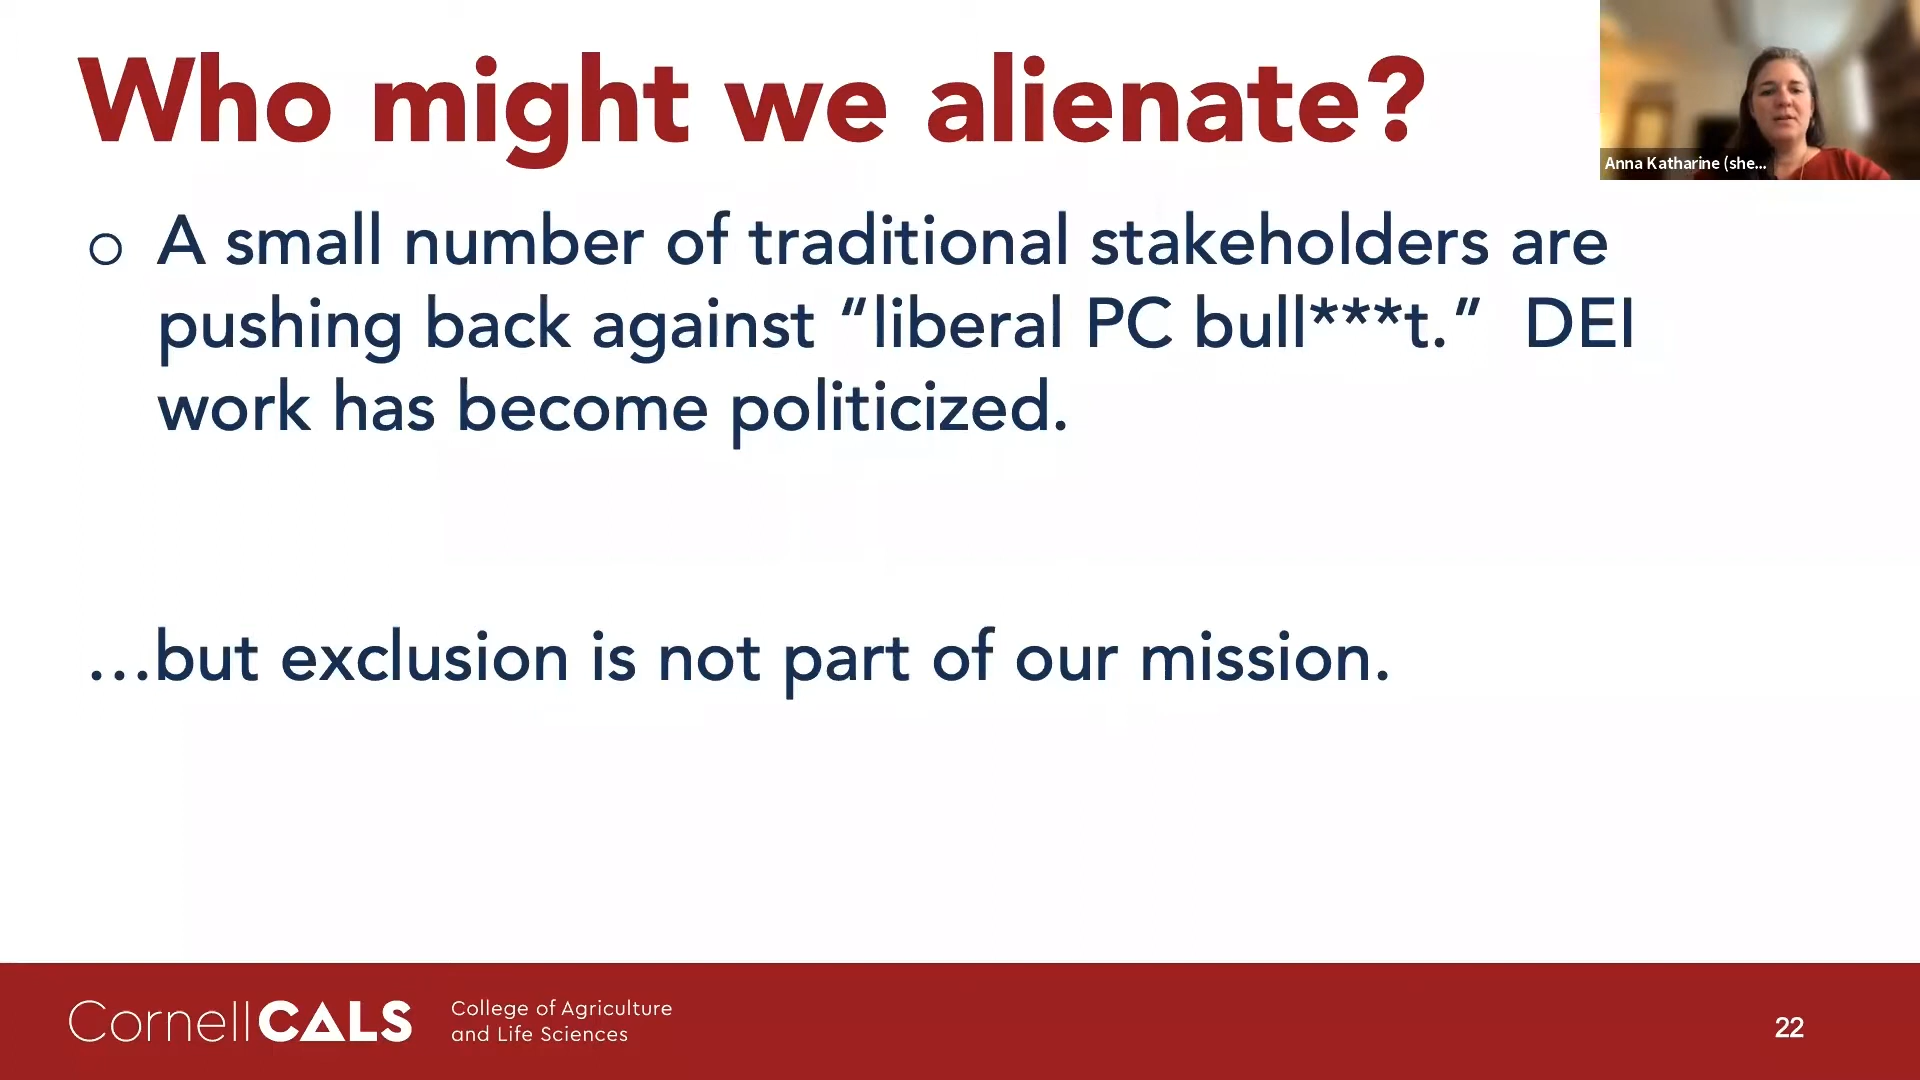 Who might we alienate?
Anna Katharine (she...
○ A small number of traditional stakeholders are
pushing back against “liberal PC bull***t.”  DEI
work has become politicized.
…but exclusion is not part of our mission.
CornellCALS
College of Agriculture
and Life Sciences
22